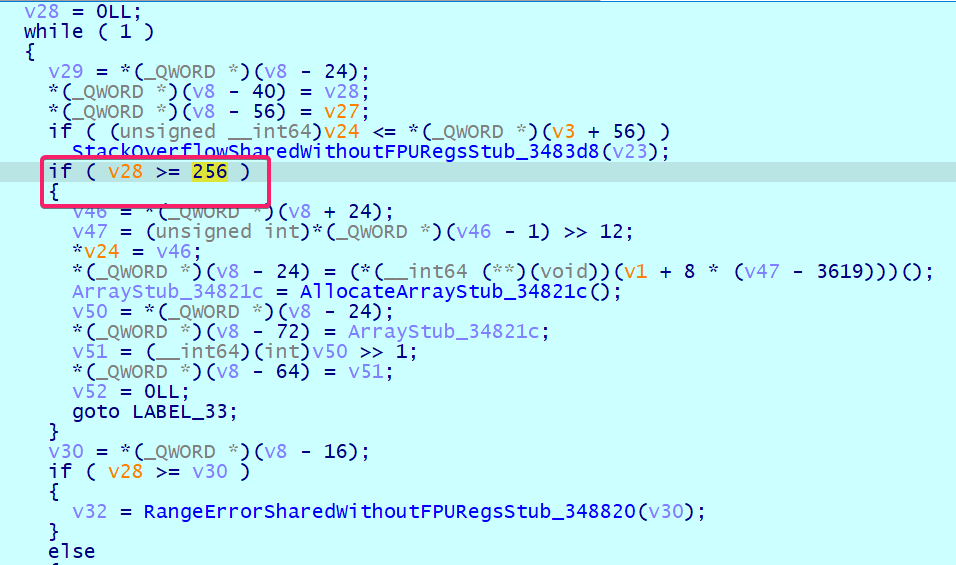 v28 = 0LL;
while ( 1 )
{
v29 = *(_QWORD *)(v8 - 24);
*(_QWORD *)(v8 - 40) = v28;
*(_QWORD *)(v8 - 56) = v27;
if ( (unsigned __int64)v24 <= *(_QWORD *)(v3 + 56) )
StackOverflowSharedWithoutFPURegsStub_3483d8(v23);
if ( v28 >= 256 )
{
v46 = *(_QWORD *)(v8 + 24);
v47 = (unsigned int)*(_QWORD *)(v46 - 1) >> 12;
*v24 = v46;
*(_QWORD *)(v8 - 24) = (*(__int64 (**)(void))(v1 + 8 * (v47 - 3619)))();
ArrayStub_34821c = AllocateArrayStub_34821c();
v50 = *(_QWORD *)(v8 - 24);
*(_QWORD *)(v8 - 72) = ArrayStub_34821c;
v51 = (__int64)(int)v50 >> 1;
*(_QWORD *)(v8 - 64) = v51;
v52 = 0LL;
goto LABEL_33;
}
v30 = *(_QWORD *)(v8 - 16);
if ( v28 >= v30 )
{
v32 = RangeErrorSharedWithoutFPURegsStub_348820(v30);
}
else